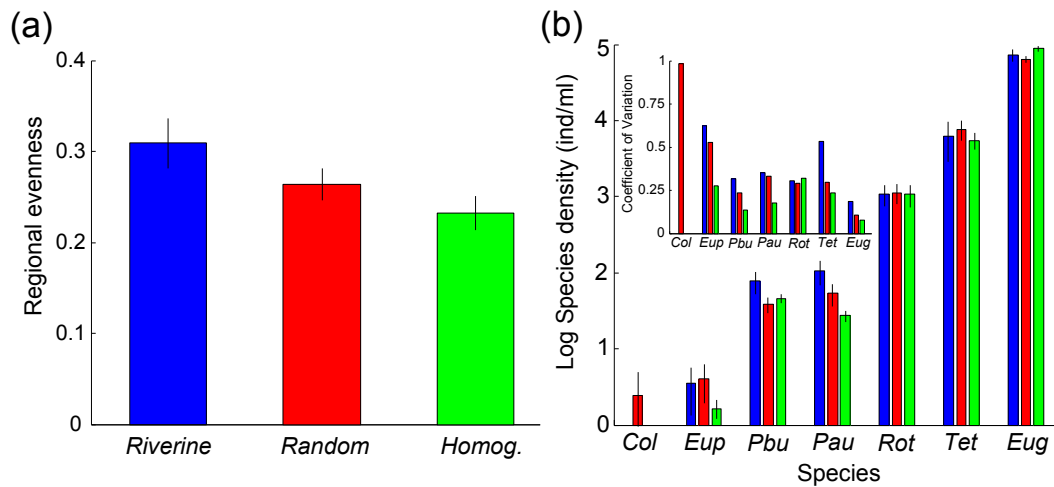 (a)
Regional evenness
0.4
0.3
0.2
0.1
0
Riverine Random Homog.
(b)
Log Species density (ind/ml)
5
4
3
2
1
0
Coefficient of Variation
1
0.75
0.5
0.25
0
Col Eup Pbu Pau Rot Tet Eug
Col Eup Pbu Pau Rot Tet Eug
Species